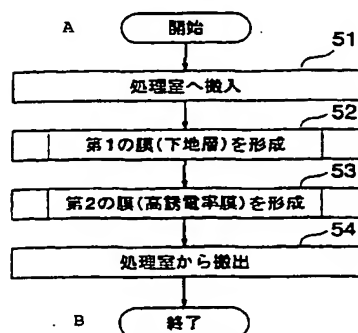 A 開始
51
処理室へ搬入
52
第1の膜(下地層)を形成
53
第2の膜(高誘電率膜)を形成
54
処理室から搬出
B 終了